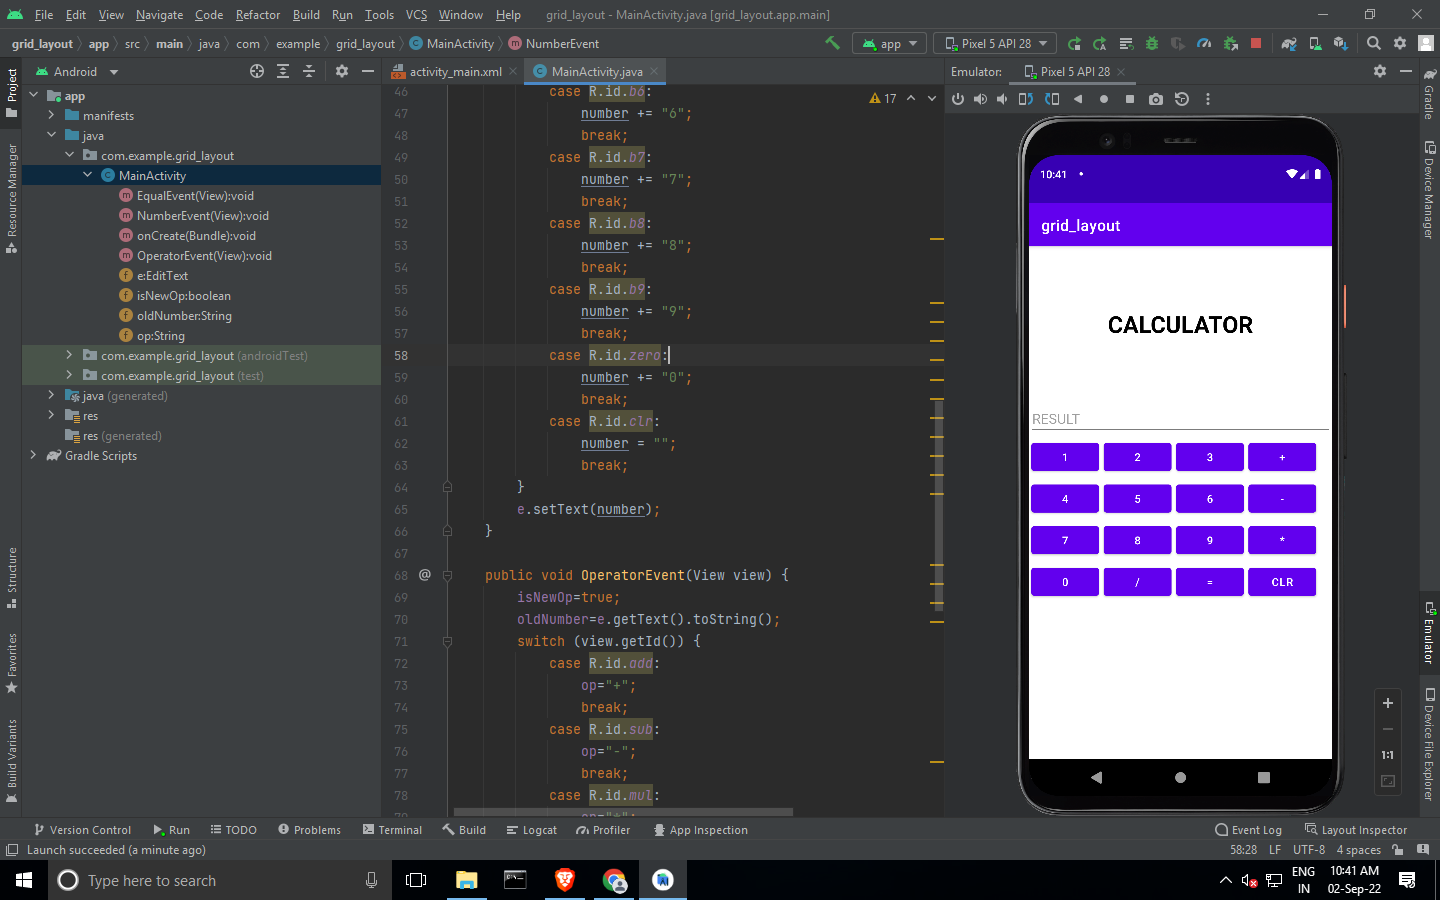 File Edit View Navigate Code Refactor Build Run Tools VCS Window Help grid_layout - MainActivity.java [grid_layout.app.main]
grid_layout app src main java com example grid_layout MainActivity NumberEvent app Pixel 5 API 28
Project
Android
activity_main.xml MainActivity.java
Emulator: Pixel 5 API 28
app
manifests
java
com.example.grid_layout
MainActivity
EqualEvent(View):void
NumberEvent(View):void
onCreate(Bundle):void
OperatorEvent(View):void
e:EditText
isNewOp:boolean
oldNumber:String
op:String
com.example.grid_layout (androidTest)
com.example.grid_layout (test)
java (generated)
res
res (generated)
Gradle Scripts
Resource Manager
Structure
Favorites
Build Variants
17
46 case R.id.b6:
47 number += "6";
48 break;
49 case R.id.b7:
50 number += "7";
51 break;
52 case R.id.b8:
53 number += "8";
54 break;
55 case R.id.b9:
56 number += "9";
57 break;
58 case R.id.zero:
59 number += "0";
60 break;
61 case R.id.clr:
62 number = "";
63 break;
64 }
65 e.setText(number);
66 }
67
68 @ public void OperatorEvent(View view) {
69 isNewOp=true;
70 oldNumber=e.getText().toString();
71 switch (view.getId()) {
72 case R.id.add:
73 op="+";
74 break;
75 case R.id.sub:
76 op="-";
77 break;
78 case R.id.mul:
10:41
grid_layout
CALCULATOR
RESULT
1 2 3 +
4 5 6 -
7 8 9 *
0 / = CLR
1:1
Gradle
Device Manager
Emulator
Device File Explorer
Version Control Run TODO Problems Terminal Build Logcat Profiler App Inspection Event Log Layout Inspector
Launch succeeded (a minute ago) 58:28 LF UTF-8 4 spaces
Type here to search
ENG
IN
10:41 AM
02-Sep-22